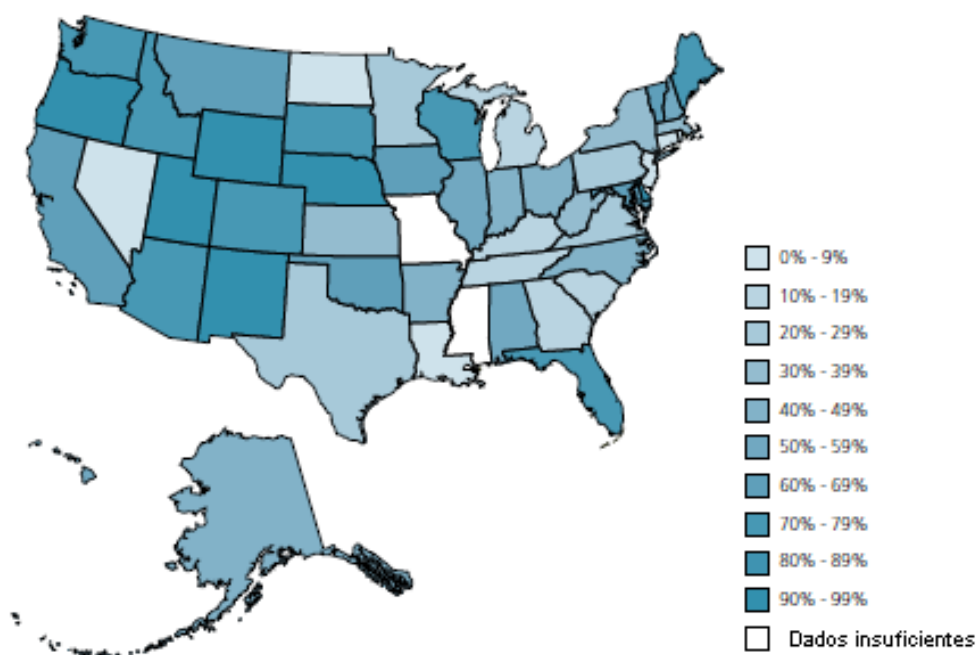 0% - 9%
10% - 19%
20% - 29%
30% - 39%
40% - 49%
50% - 59%
60% - 69%
70% - 79%
80% - 89%
90% - 99%
Dados insuficientes